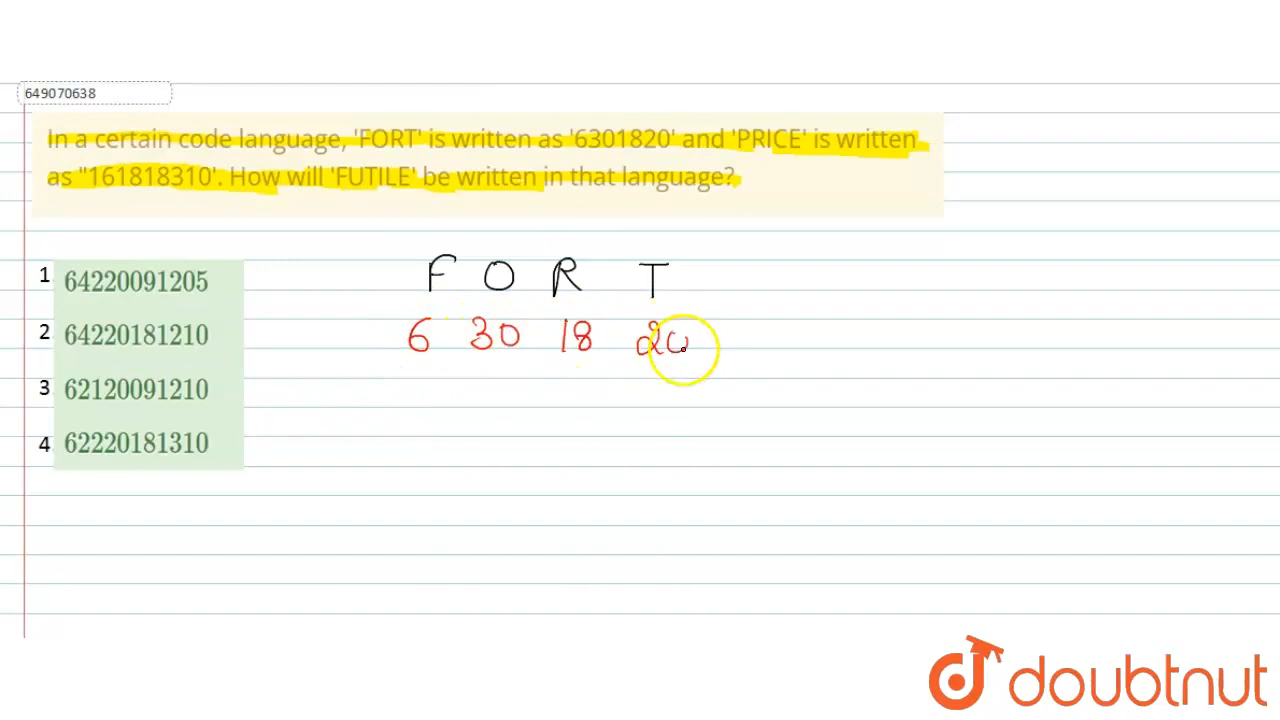 649070638
In a certain code language, 'FORT' is written as '6301820' and 'PRICE' is written
as "161818310'. How will 'FUTILE' be written in that language?
1 64220091205
2 64220181210
3 62120091210
4 62220181310
F O R T
6 30 18 20
doubtnut